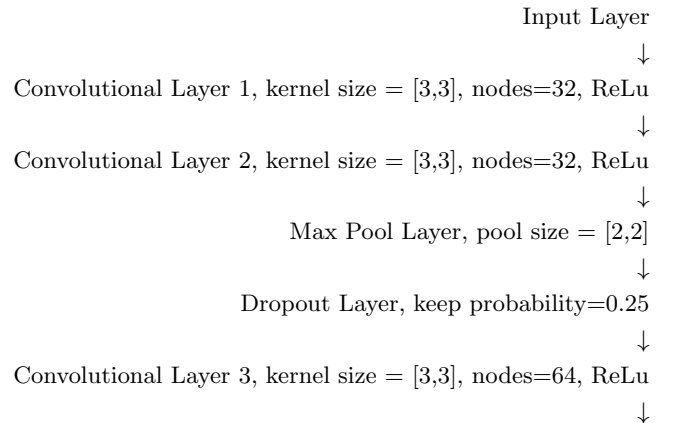 Input Layer
↓
Convolutional Layer 1, kernel size = [3,3], nodes=32, ReLu
↓
Convolutional Layer 2, kernel size = [3,3], nodes=32, ReLu
↓
Max Pool Layer, pool size = [2,2]
↓
Dropout Layer, keep probability=0.25
↓
Convolutional Layer 3, kernel size = [3,3], nodes=64, ReLu
↓